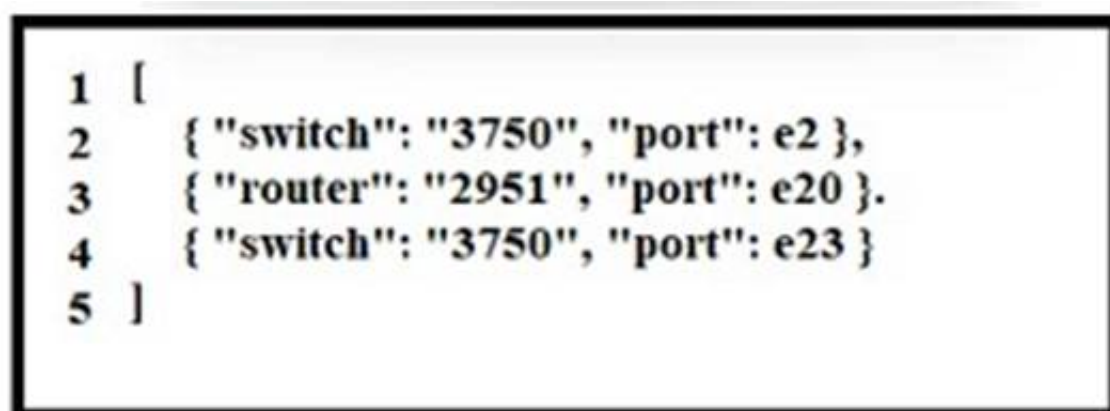 1 [
2 { "switch": "3750", "port": e2 },
3 { "router": "2951", "port": e20 }.
4 { "switch": "3750", "port": e23 }
5 ]